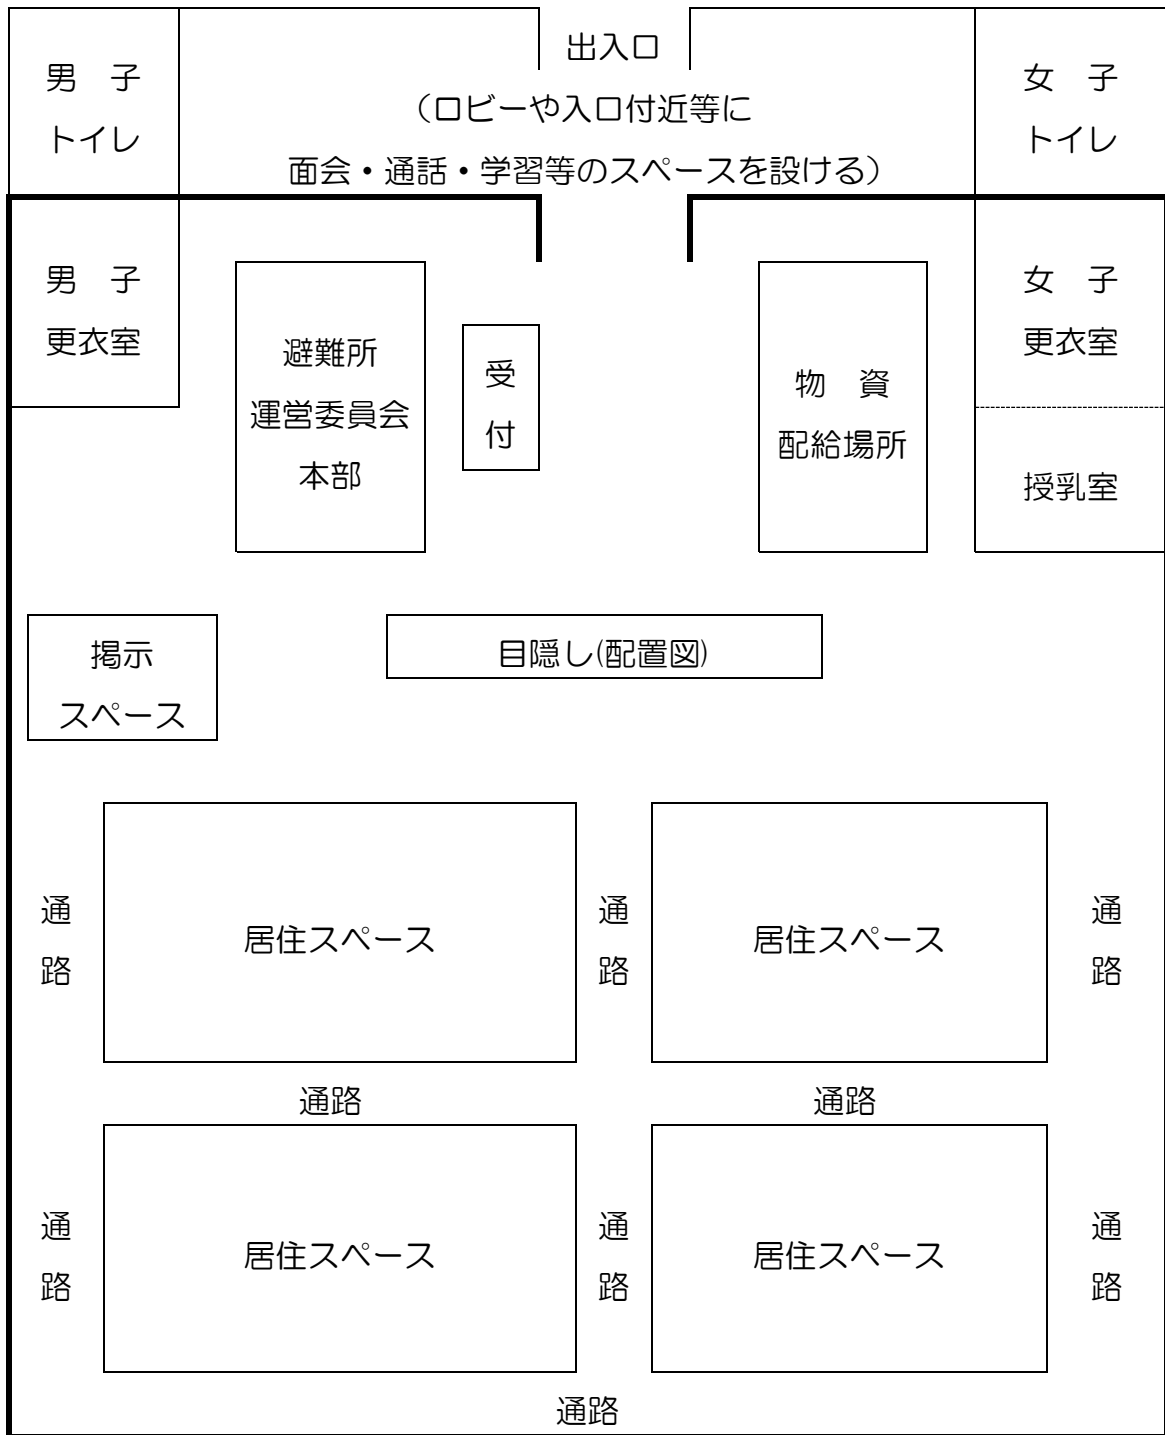 出入口
男　子
トイレ
（ロビーや入口付近等に
面会・通話・学習等のスペースを設ける）
女　子
トイレ
男　子
更衣室
避難所
運営委員会
本部
受
付
物　資
配給場所
女　子
更衣室
授乳室
掲示
スペース
目隠し(配置図)
通
路
居住スペース
通
路
居住スペース
通
路
通路
通路
通
路
居住スペース
通
路
居住スペース
通
路
通路